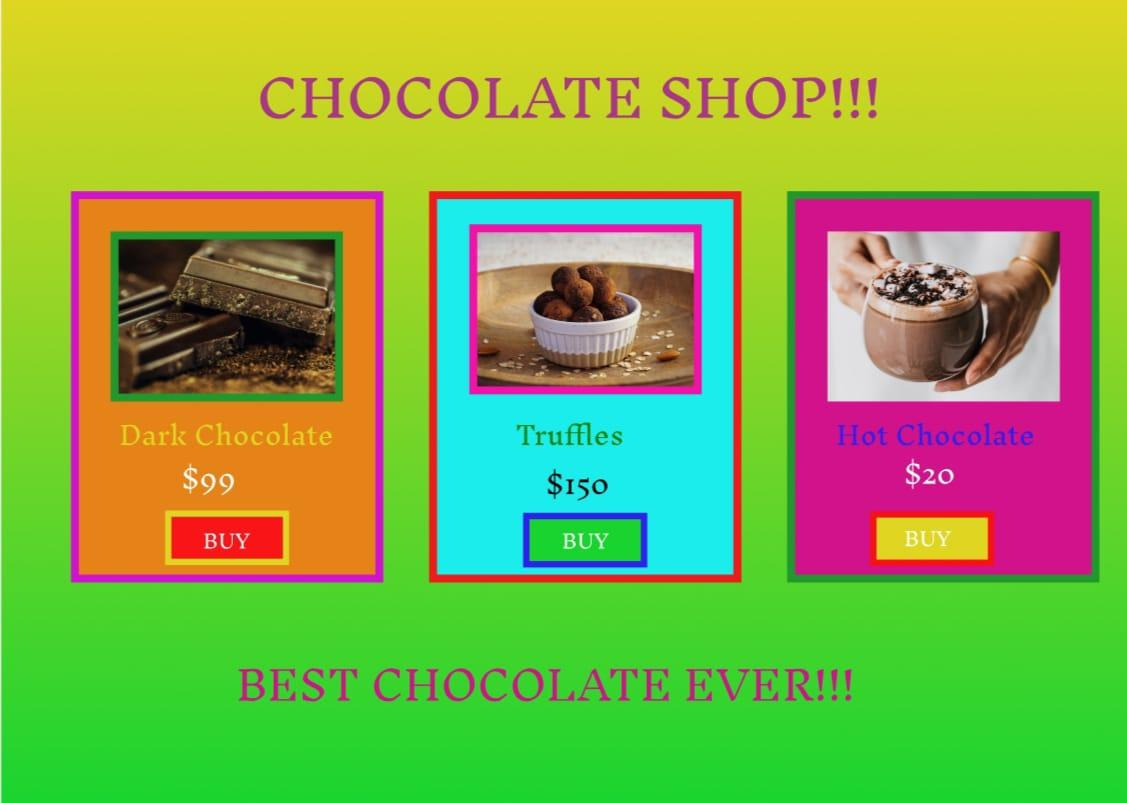 CHOCOLATE SHOP!!!
Dark Chocolate
$99
BUY
Truffles
$150
BUY
Hot Chocolate
$20
BUY
BEST CHOCOLATE EVER!!!